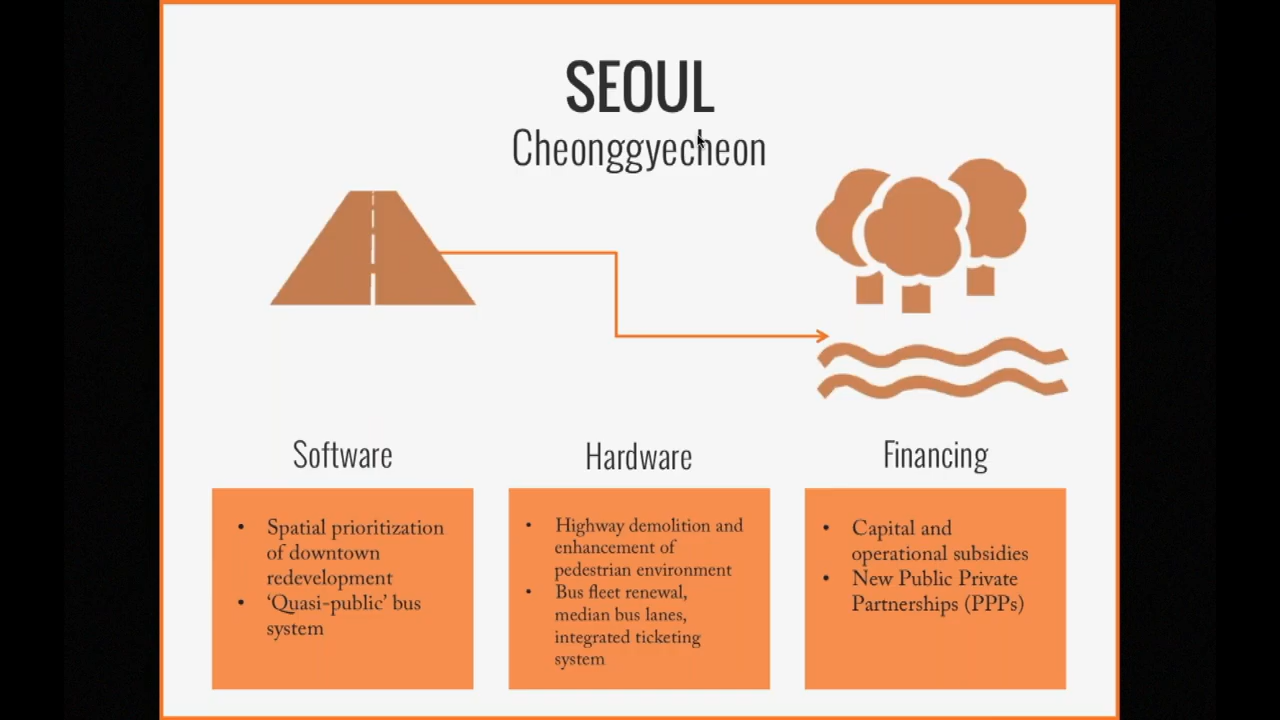 SEOUL
Cheonggyecheon
Software
• Spatial prioritization
of downtown
redevelopment
• ‘Quasi-public’ bus
system
Hardware
• Highway demolition and
enhancement of
pedestrian environment
• Bus fleet renewal,
median bus lanes,
integrated ticketing
system
Financing
• Capital and
operational subsidies
• New Public Private
Partnerships (PPPs)